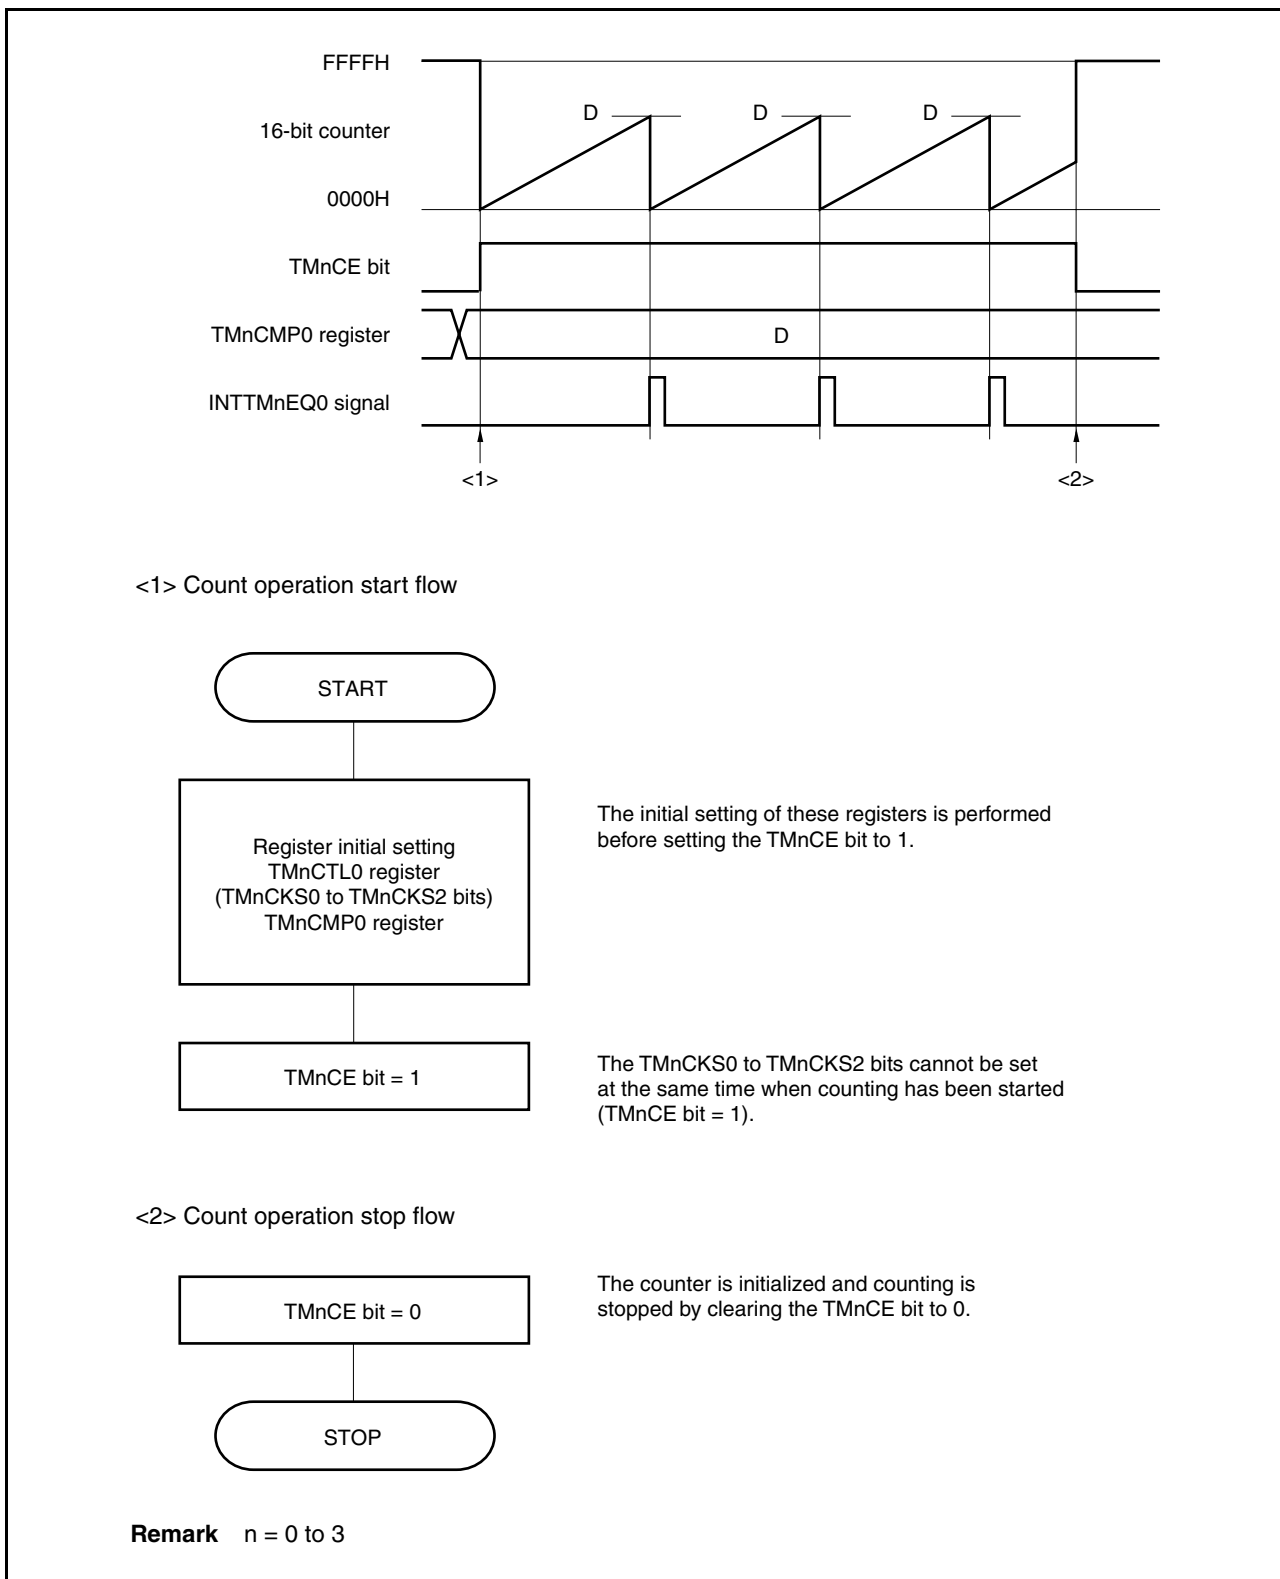 FFFFH
D
D
D
16-bit counter
0000H
TMnCE bit
TMnCMP0 register
D
INTTMnEQ0 signal
<1>
<2>
<1> Count operation start flow
START
Register initial setting
TMnCTL0 register
(TMnCKS0 to TMnCKS2 bits)
TMnCMP0 register
The initial setting of these registers is performed
before setting the TMnCE bit to 1.
TMnCE bit = 1
The TMnCKS0 to TMnCKS2 bits cannot be set
at the same time when counting has been started
(TMnCE bit = 1).
<2> Count operation stop flow
TMnCE bit = 0
The counter is initialized and counting is
stopped by clearing the TMnCE bit to 0.
STOP
Remark n = 0 to 3